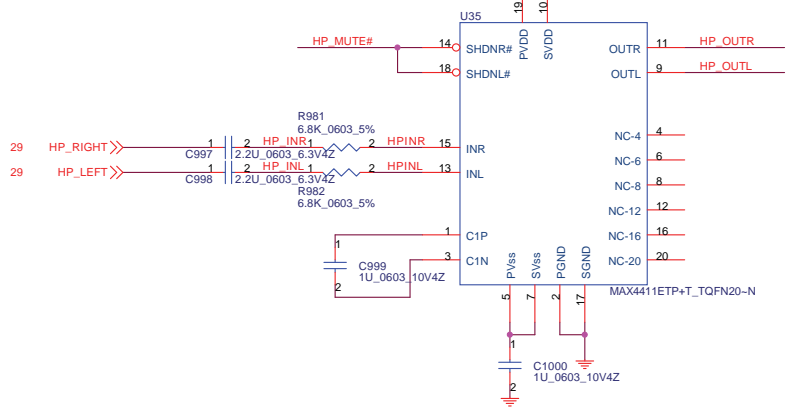 U35
19
10
PVDD
SVDD
HP_MUTE#
14
SHDNR#
OUTR
11
HP_OUTR
18
SHDNL#
OUTL
9
HP_OUTL
R981
6.8K_0603_5%
NC-4
4
29
HP_RIGHT
1
2
HP_INR
1
2
HPINR
15
INR
C997
2.2U_0603_6.3V4Z
NC-6
6
29
HP_LEFT
1
2
HP_INL
1
2
HPINL
13
INL
C998
2.2U_0603_6.3V4Z
NC-8
8
R982
6.8K_0603_5%
NC-12
12
1
C1P
NC-16
16
1
C999
1U_0603_10V4Z
2
3
C1N
NC-20
20
PVss
SVss
PGND
SGND
5
7
2
17
MAX4411ETP+T_TQFN20~N
1
C1000
1U_0603_10V4Z
2